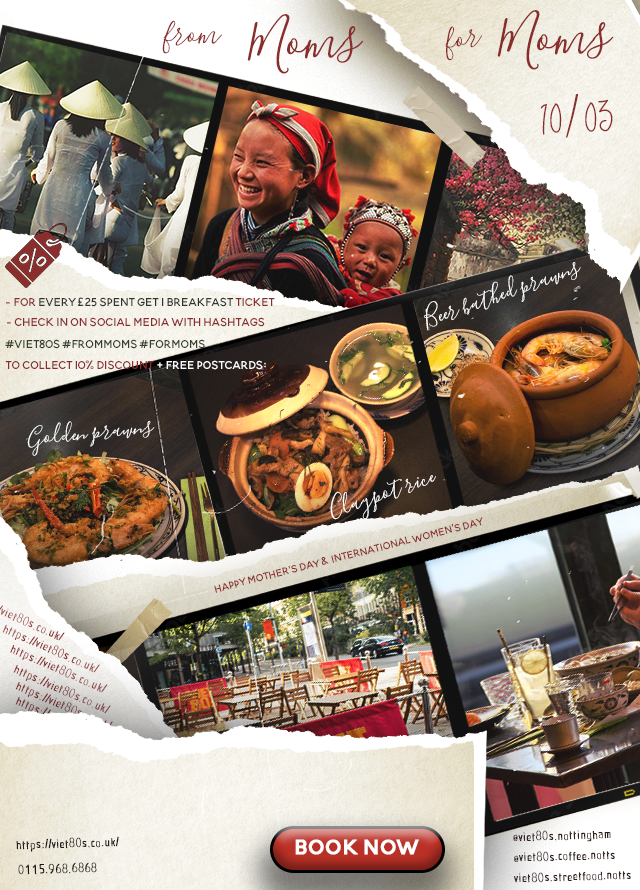 from Moms for Moms
10/03
%
- FOR EVERY £25 SPENT GET 1 BREAKFAST TICKET
- CHECK IN ON SOCIAL MEDIA WITH HASHTAGS
#VIET80S #FROMMOMS #FORMOMS
TO COLLECT 10% DISCOUNT + FREE POSTCARDS:
Beer bathed prawns
Golden prawns
Claypot rice
HAPPY MOTHER'S DAY & INTERNATIONAL WOMEN'S DAY
/viet80s.co.uk/
https://viet80s.co.uk/
https://viet80s.co.uk/
https://viet80s.co.uk/
https://viet80s.co
https://viet80s
https://viet80s.co.uk/
0115.968.6868
BOOK NOW
@viet80s.nottingham
@viet80s.coffee.notts
viet80s.streetfood.notts